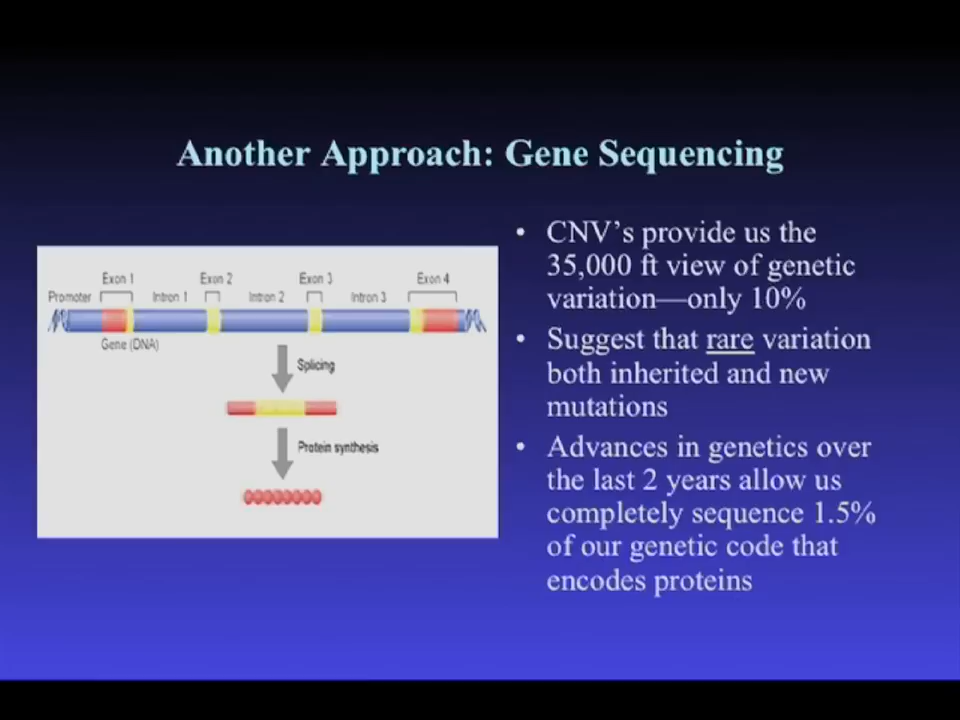 Another Approach: Gene Sequencing
Exon 1 Exon 2 Exon 3 Exon 4
Promoter Intron 1 Intron 2 Intron 3
Gene (DNA)
Splicing
Protein synthesis
• CNV’s provide us the
35,000 ft view of genetic
variation—only 10%
• Suggest that rare variation
both inherited and new
mutations
• Advances in genetics over
the last 2 years allow us
completely sequence 1.5%
of our genetic code that
encodes proteins